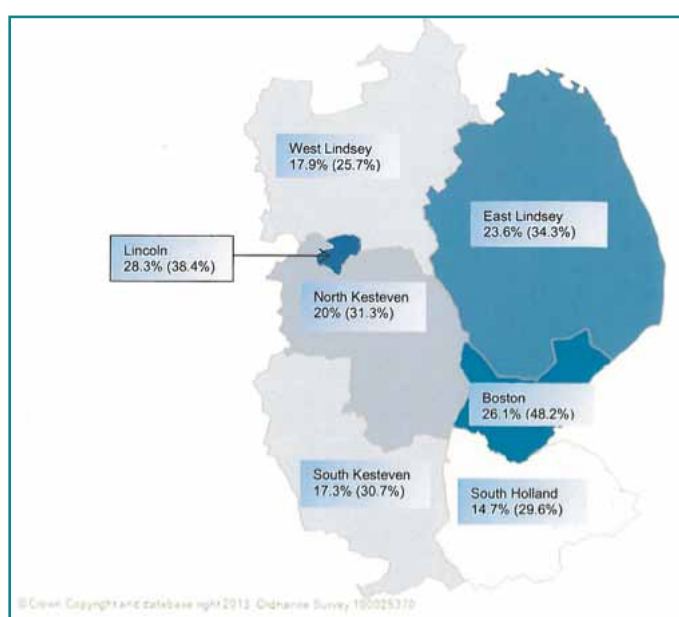 West Lindsey
17.9% (25.7%)
East Lindsey
23.6% (34.3%)
Lincoln
28.3% (38.4%)
North Kesteven
20% (31.3%)
Boston
26.1% (48.2%)
South Kesteven
17.3% (30.7%)
South Holland
14.7% (29.6%)
© Crown Copyright and database right 2013 Ordnance Survey 100025370